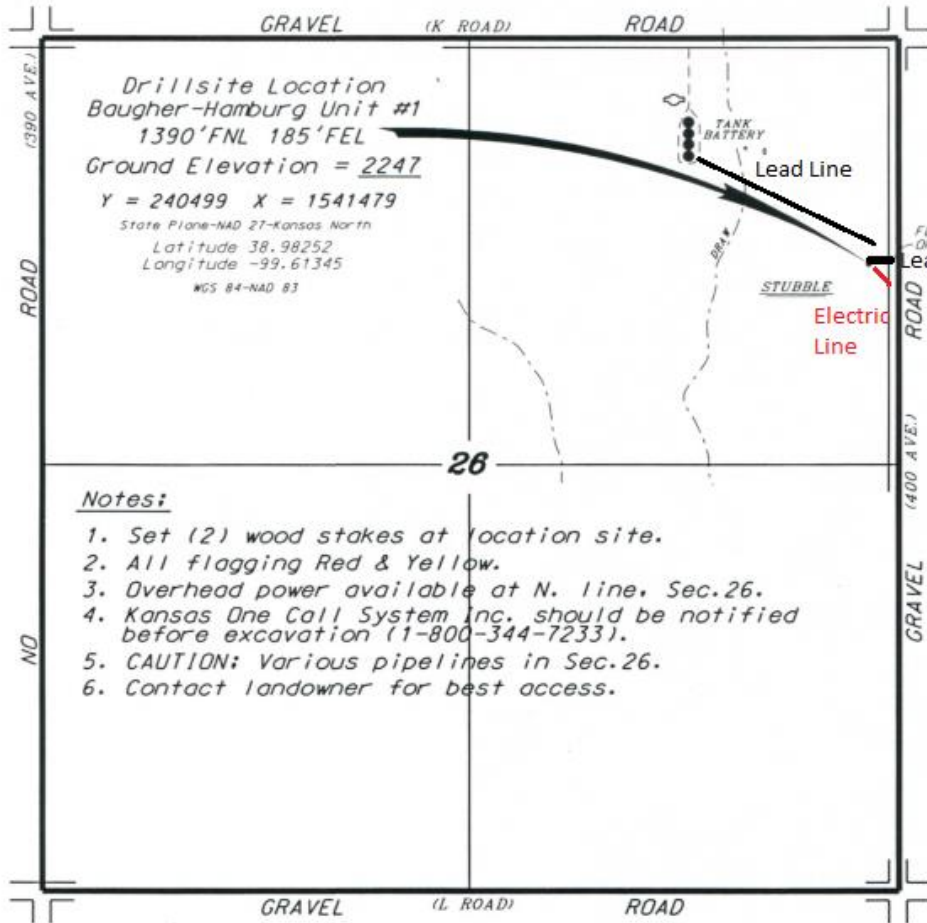 GRAVEL (K ROAD) ROAD
(390 AVE.)
ROAD
NO
Drillsite Location
Baugher-Hamburg Unit #1
1390'FNL 185'FEL
Ground Elevation = 2247
Y = 240499 X = 1541479
State Plane-NAD 27-Kansas North
Latitude 38.98252
Longitude -99.61345
WGS 84-NAD 83
TANK
BATTERY
Lead Line
DRAW
STUBBLE
Electric
Line
ROAD
(400 AVE.)
GRAVEL
26
Notes:
1. Set (2) wood stakes at location site.
2. All flagging Red & Yellow.
3. Overhead power available at N. line, Sec.26.
4. Kansas One Call System Inc. should be notified
before excavation (1-800-344-7233).
5. CAUTION: Various pipelines in Sec.26.
6. Contact landowner for best access.
GRAVEL (L ROAD) ROAD